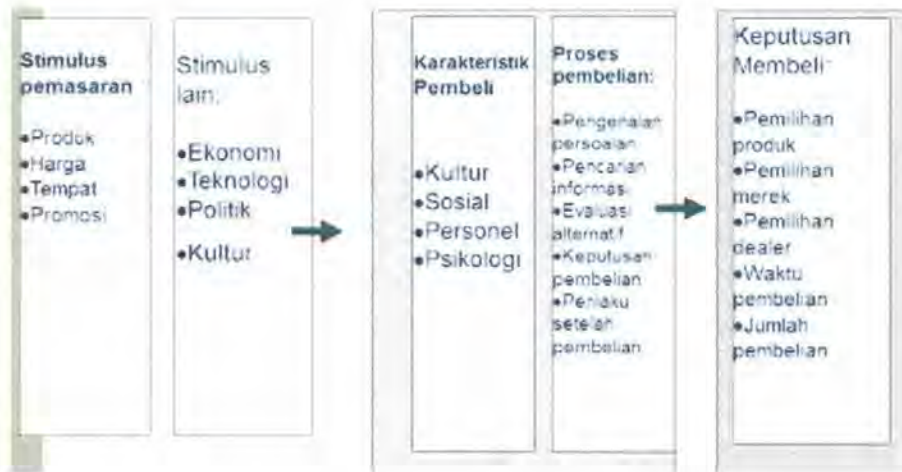 Stimulus
pemasaran
•Produk
•Harga
•Tempat
•Promosi
Stimulus
lain:
•Ekonomi
•Teknologi
•Politik
•Kultur
Karakteristik
Pembeli
•Kultur
•Sosial
•Personel
•Psikologi
Proses
pembelian:
•Pengenalan
persoalan
•Pencarian
informasi
•Evaluasi
alternatif
•Keputusan
pembelian
•Perilaku
setelah
pembelian
Keputusan
Membeli:
•Pemilihan
produk
•Pemilihan
merek
•Pemilihan
dealer
•Waktu
pembelian
•Jumlah
pembelian